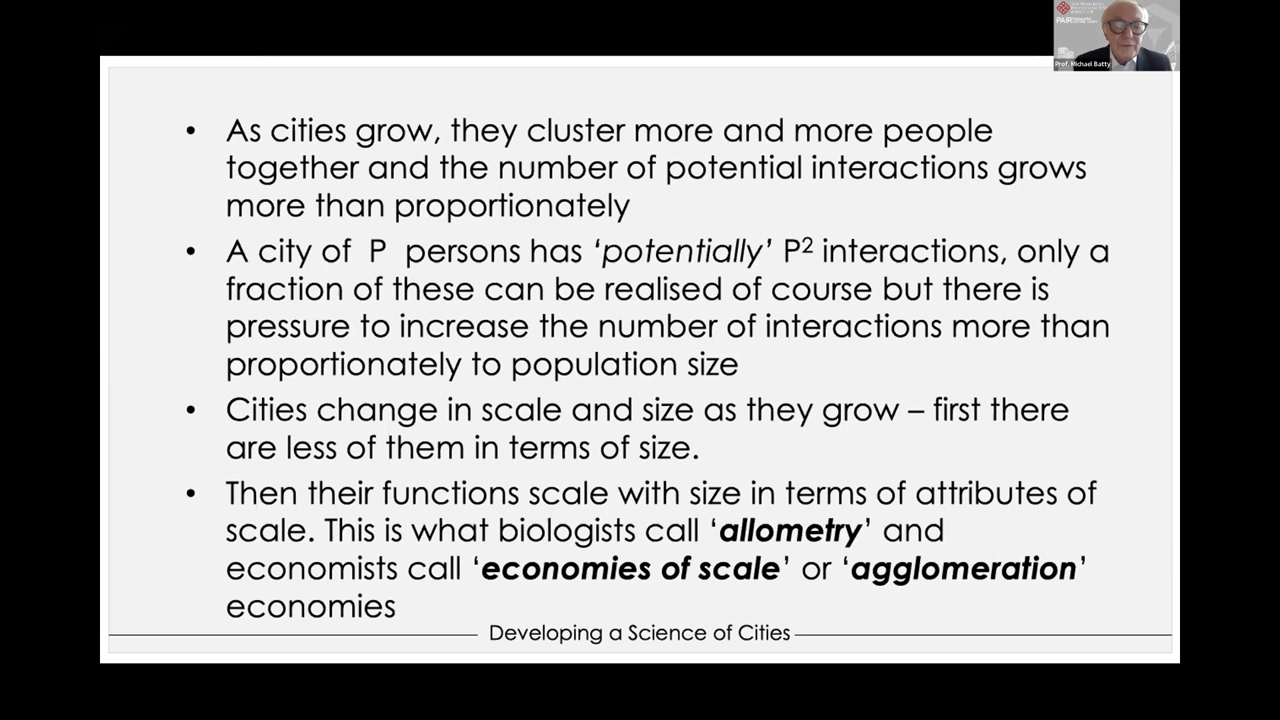 PAIR
Prof. Michael Batty
• As cities grow, they cluster more and more people
together and the number of potential interactions grows
more than proportionately
• A city of P persons has ‘potentially’ P² interactions, only a
fraction of these can be realised of course but there is
pressure to increase the number of interactions more than
proportionately to population size
• Cities change in scale and size as they grow – first there
are less of them in terms of size.
• Then their functions scale with size in terms of attributes of
scale. This is what biologists call ‘allometry’ and
economists call ‘economies of scale’ or ‘agglomeration’
economies
Developing a Science of Cities